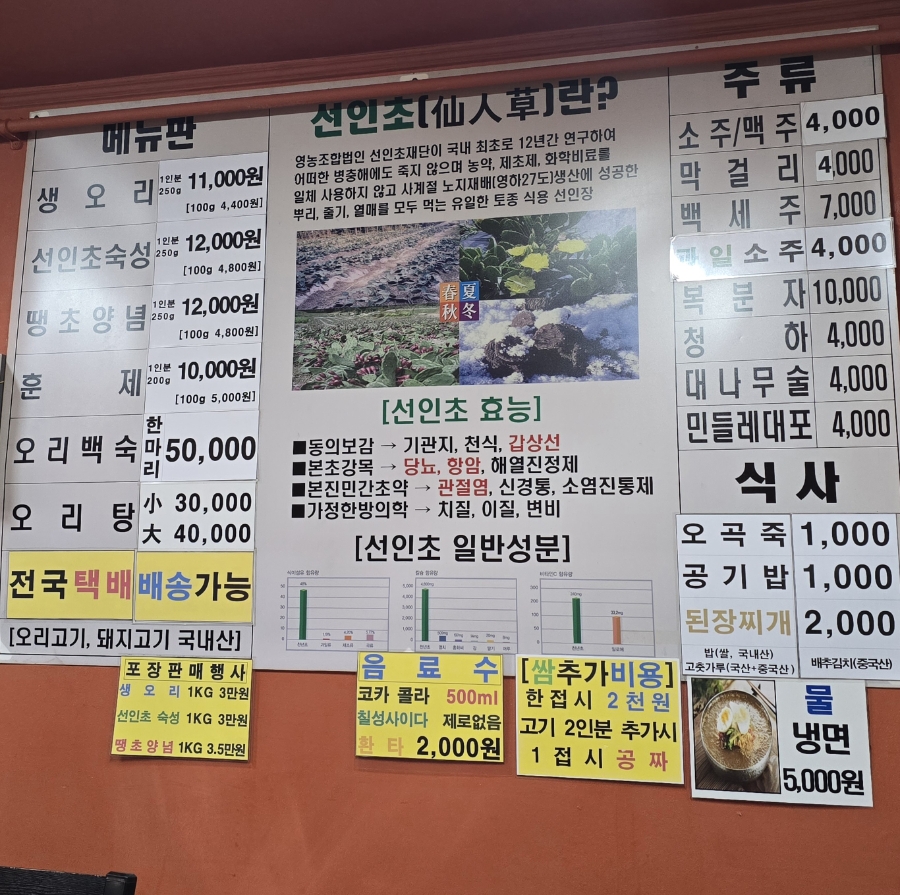 메뉴판
생오리 1인분 250g 11,000원
[100g 4,400원]
선인초숙성 1인분 250g 12,000원
[100g 4,800원]
땡초양념 1인분 250g 12,000원
[100g 4,800원]
훈제 1인분 200g 10,000원
[100g 5,000원]
오리백숙 한마리 50,000
오리탕 小 30,000
大 40,000
전국택배 배송가능
[오리고기, 돼지고기 국내산]
포장판매행사
생오리 1KG 3만원
선인초 숙성 1KG 3만원
땡초양념 1KG 3.5만원
선인초(仙人草)란?
영농조합법인 선인초재단이 국내 최초로 12년간 연구하여
어떠한 병충해에도 죽지 않으며 농약, 제초제, 화학비료를
일체 사용하지 않고 사계절 노지재배(영하27도)생산에 성공한
뿌리, 줄기, 열매를 모두 먹는 유일한 토종 식용 선인장
春 夏
秋 冬
[선인초 효능]
■동의보감 → 기관지, 천식, 갑상선
■본초강목 → 당뇨, 항암, 해열진정제
■본진민간초약 → 관절염, 신경통, 소염진통제
■가정한방의학 → 치질, 이질, 변비
[선인초 일반성분]
음료수
코카 콜라 500ml
칠성사이다 제로없음
환타 2,000원
[쌈추가비용]
한접시 2천원
고기 2인분 추가시
1접시 공짜
주류
소주/맥주 4,000
막걸리 4,000
백세주 7,000
과일소주 4,000
복분자 10,000
청하 4,000
대나무술 4,000
민들레대포 4,000
식사
오곡죽 1,000
공기밥 1,000
된장찌개 2,000
밥(쌀, 국내산)
고춧가루(국산+중국산) 배추김치(중국산)
물
냉면
5,000원